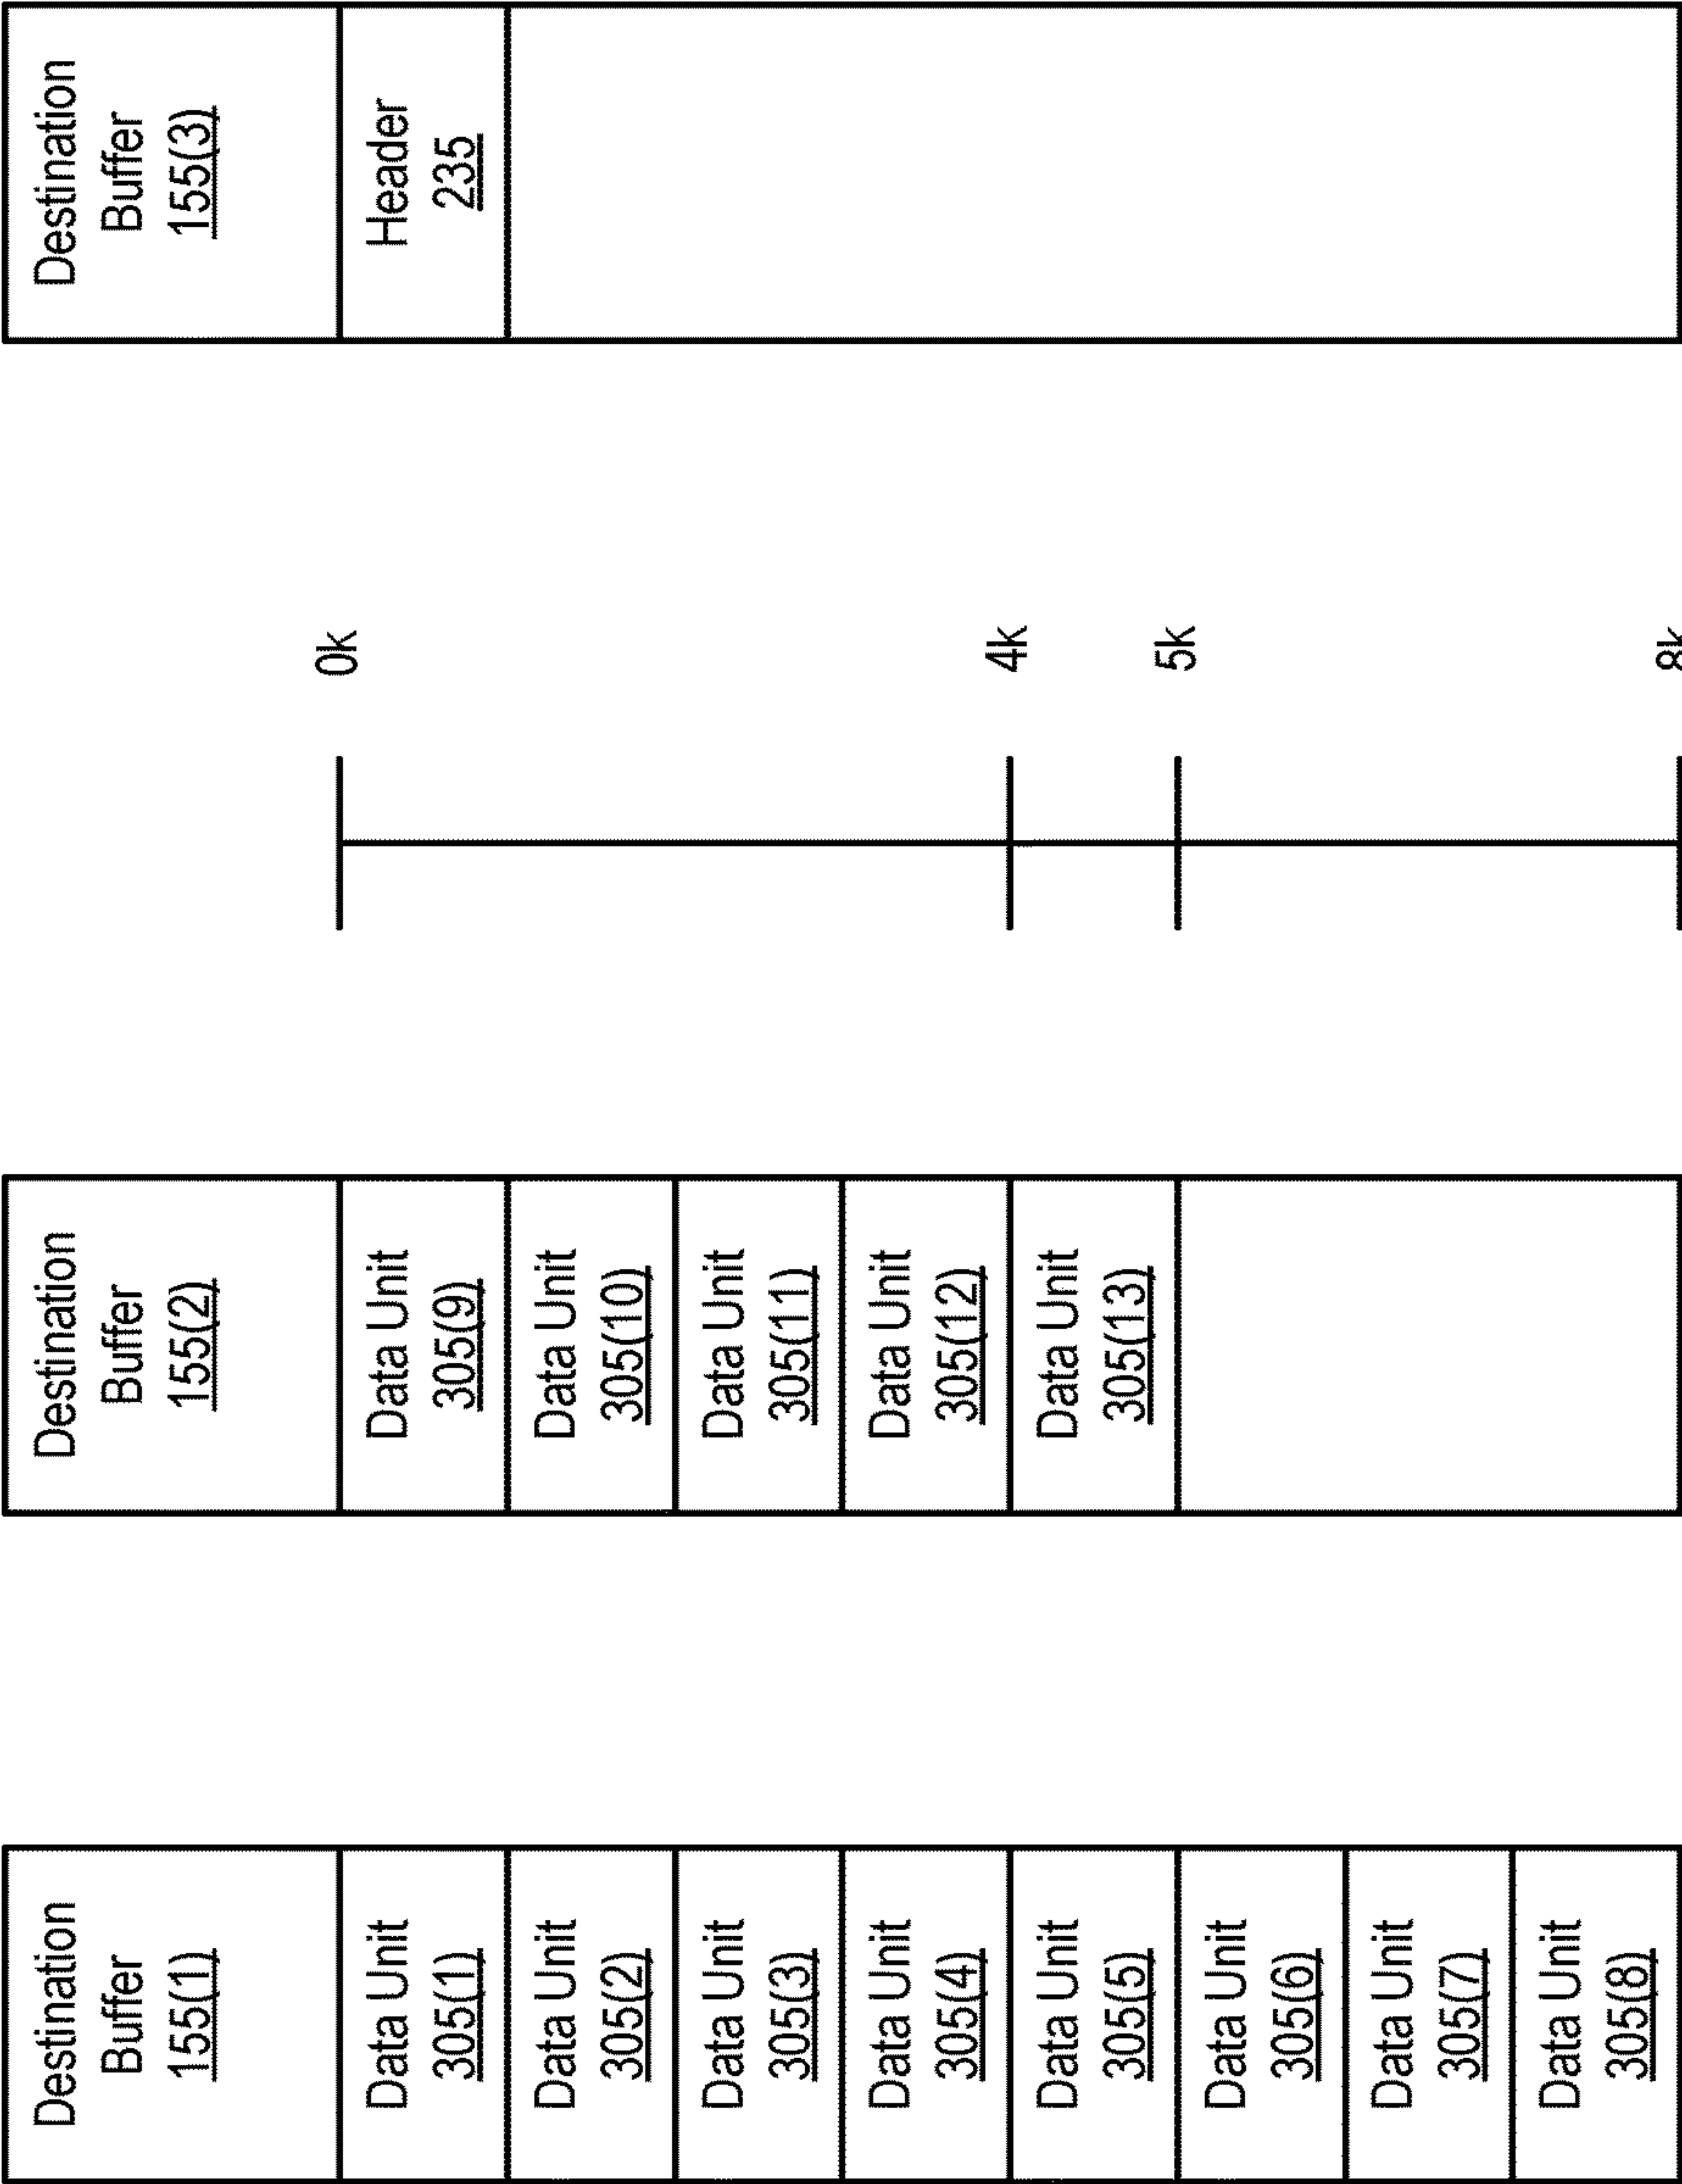 Destination
Buffer
155(1)
Data Unit
305(1)
Data Unit
305(2)
Data Unit
305(3)
Data Unit
305(4)
Data Unit
305(5)
Data Unit
305(6)
Data Unit
305(7)
Data Unit
305(8)
Destination
Buffer
155(2)
Data Unit
305(9)
Data Unit
305(10)
Data Unit
305(11)
Data Unit
305(12)
Data Unit
305(13)
0k
4k
5k
8k
Destination
Buffer
155(3)
Header
235